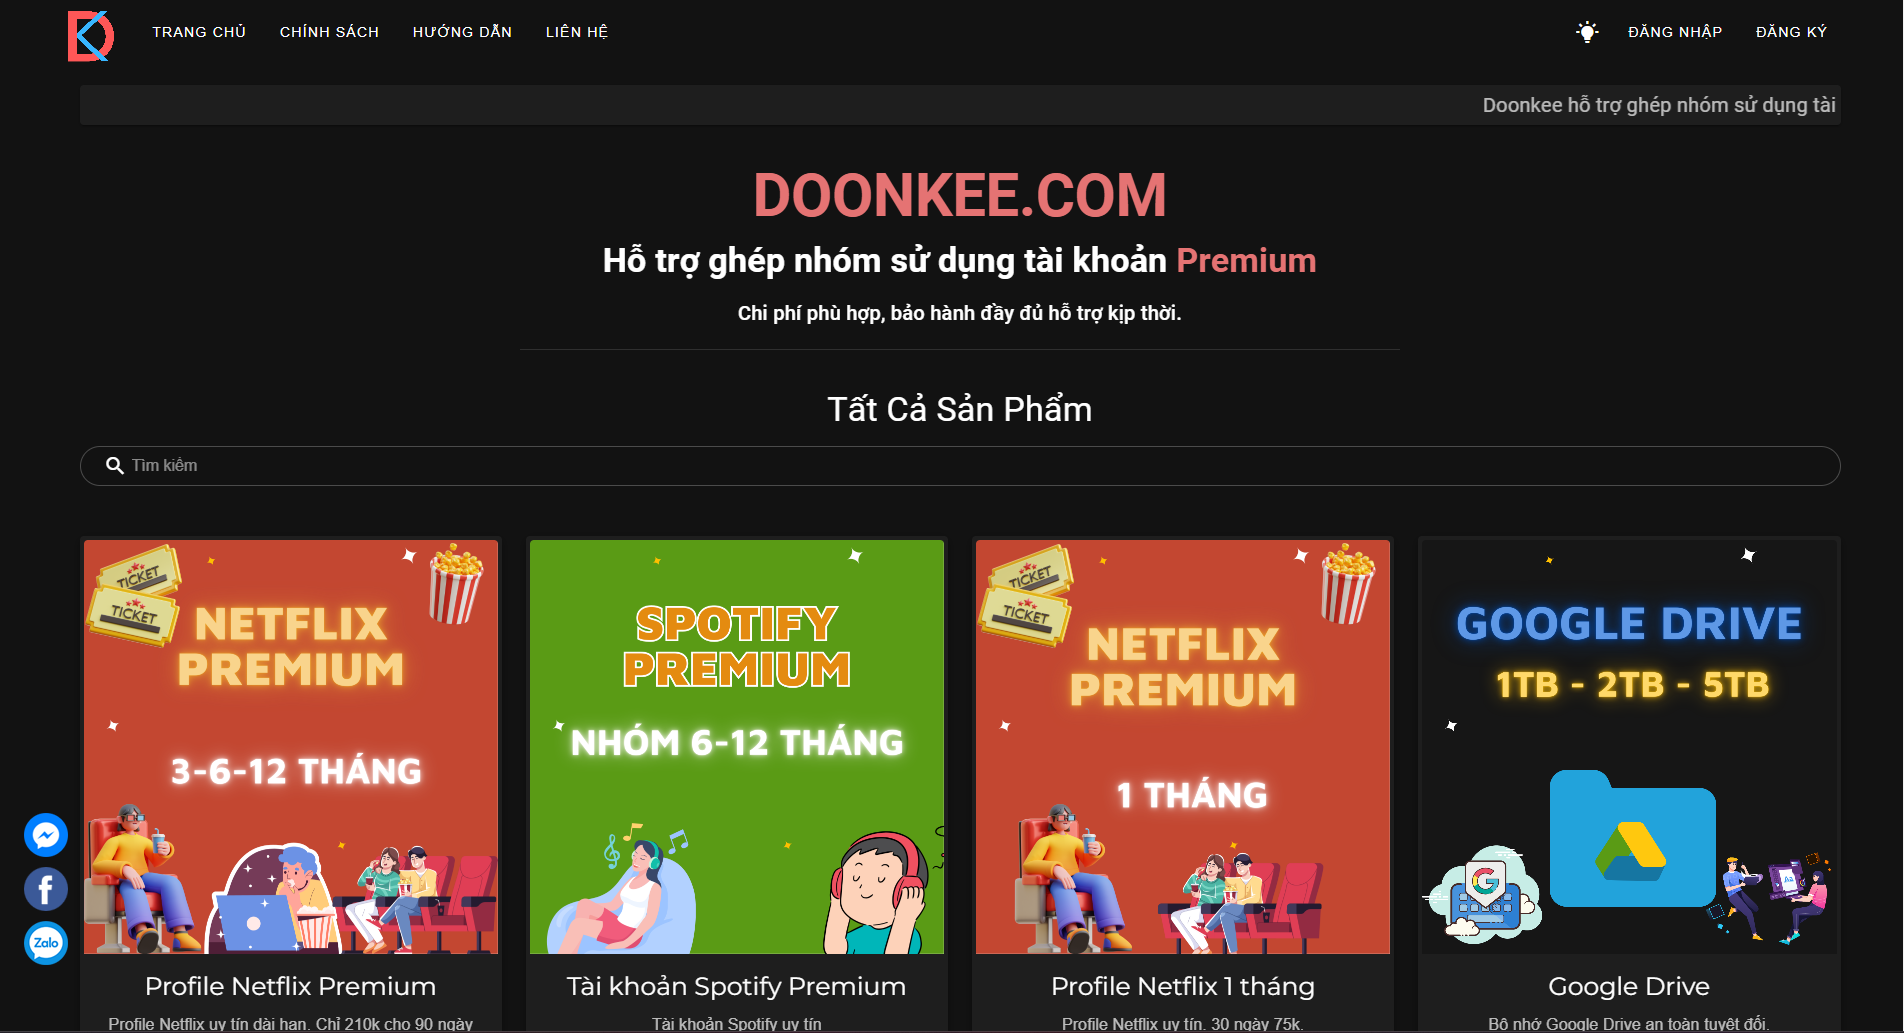 TRANG CHỦ CHÍNH SÁCH HƯỚNG DẪN LIÊN HỆ ĐĂNG NHẬP ĐĂNG KÝ
Doonkee hỗ trợ ghép nhóm sử dụng tài
DOONKEE.COM
Hỗ trợ ghép nhóm sử dụng tài khoản Premium
Chi phí phù hợp, bảo hành đầy đủ hỗ trợ kịp thời.
Tất Cả Sản Phẩm
Tìm kiếm
TICKET
TICKET
NETFLIX
PREMIUM
3-6-12 THÁNG
Profile Netflix Premium
Profile Netflix uy tín dài hạn. Chỉ 210k cho 90 ngày
SPOTIFY
PREMIUM
NHÓM 6-12 THÁNG
Tài khoản Spotify Premium
Tài khoản Spotify uy tín
TICKET
TICKET
NETFLIX
PREMIUM
1 THÁNG
Profile Netflix 1 tháng
Profile Netflix uy tín. 30 ngày 75k.
GOOGLE DRIVE
1TB - 2TB - 5TB
G
Aa
Google Drive
Bộ nhớ Google Drive an toàn tuyệt đối.
Zalo